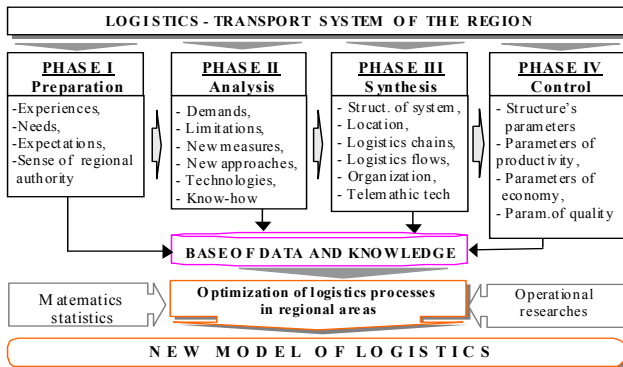 LOGISTICS - TRANSPORT SYSTEM OF THE REGION
PHASE I
Preparation
-Experiences,
-Needs,
-Expectations,
-Sense of regional
authority
PHASE II
Analysis
- Demands,
- Limitations,
- New measures,
- New approaches,
- Technologies,
- Know-how
PHASE III
Synthesis
- Struct. of system,
- Location,
- Logistics chains,
- Logistics flows,
- Organization,
- Telemathic tech
PHASE IV
Control
- Structure's
parameters
- Parameters of
productivity,
- Parameters of
economy,
- Param.of quality
BASE OF DATA AND KNOWLEDGE
Matematics
statistics
Optimization of logistics processes
in regional areas
Operational
researches
NEW MODEL OF LOGISTICS